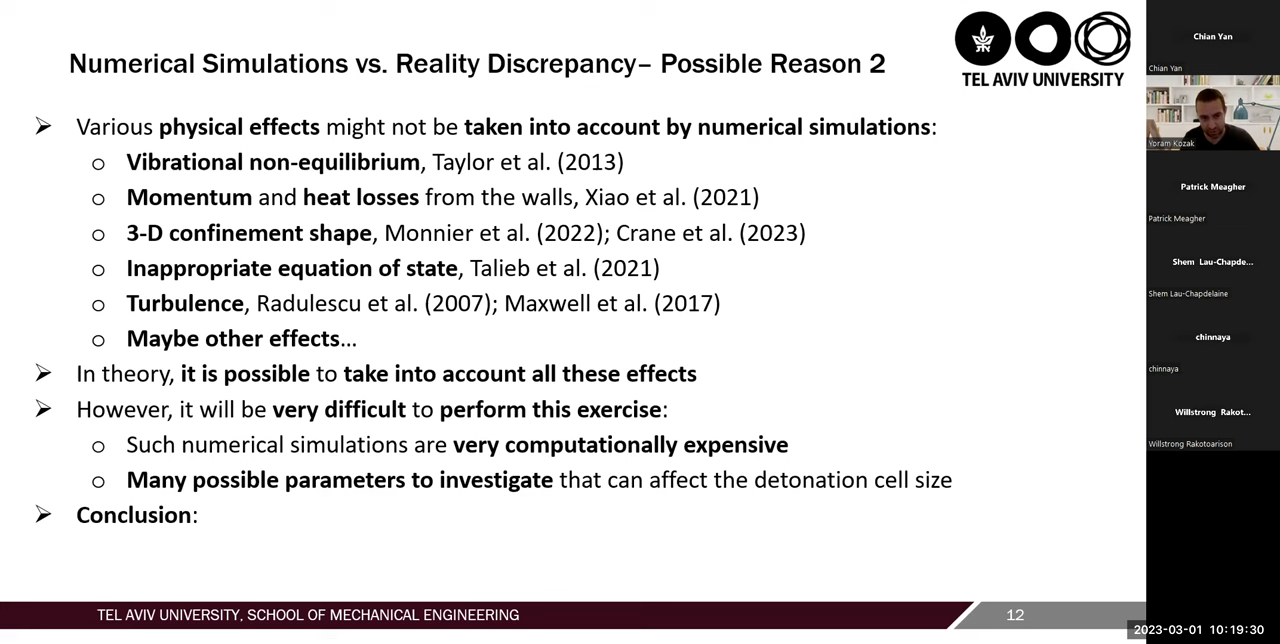 Numerical Simulations vs. Reality Discrepancy– Possible Reason 2
TEL AVIV UNIVERSITY
➢ Various physical effects might not be taken into account by numerical simulations:
o Vibrational non-equilibrium, Taylor et al. (2013)
o Momentum and heat losses from the walls, Xiao et al. (2021)
o 3-D confinement shape, Monnier et al. (2022); Crane et al. (2023)
o Inappropriate equation of state, Talieb et al. (2021)
o Turbulence, Radulescu et al. (2007); Maxwell et al. (2017)
o Maybe other effects…
➢ In theory, it is possible to take into account all these effects
➢ However, it will be very difficult to perform this exercise:
o Such numerical simulations are very computationally expensive
o Many possible parameters to investigate that can affect the detonation cell size
➢ Conclusion:
TEL AVIV UNIVERSITY, SCHOOL OF MECHANICAL ENGINEERING
12
Chian Yan
Chian Yan
Yoram Kozak
Patrick Meagher
Patrick Meagher
Shem Lau-Chapde...
Shem Lau-Chapdelaine
chinnaya
chinnaya
Willstrong Rakot...
Willstrong Rakotoarison
2023-03-01 10:19:30